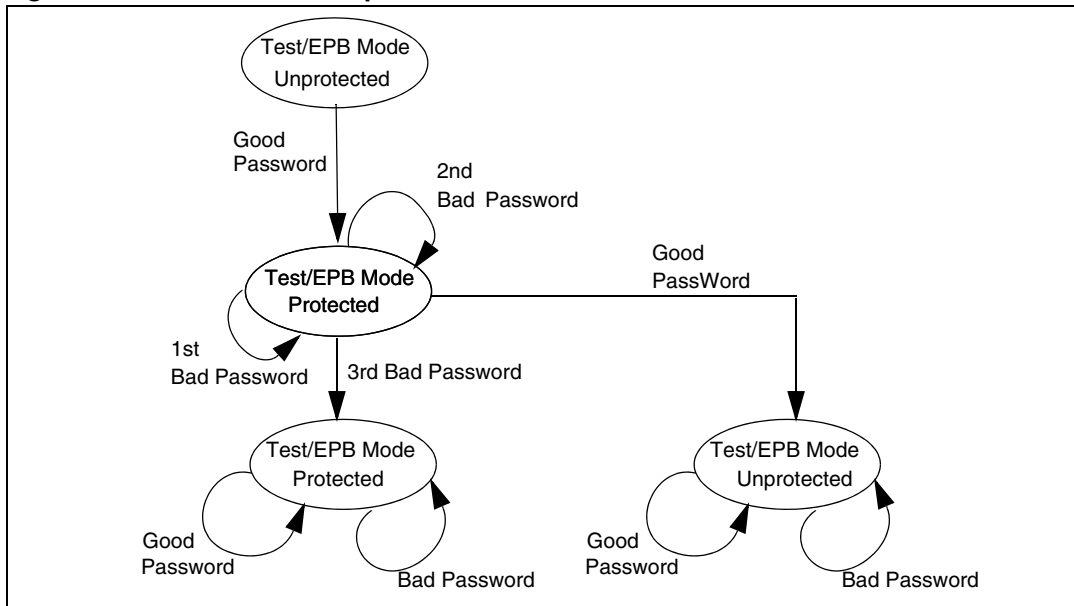 Test/EPB Mode
Unprotected
Good
Password
2nd
Bad Password
Test/EPB Mode
Protected
Good
PassWord
1st
Bad Password
3rd Bad Password
Test/EPB Mode
Protected
Test/EPB Mode
Unprotected
Good
Password
Bad Password
Good
Password
Bad Password